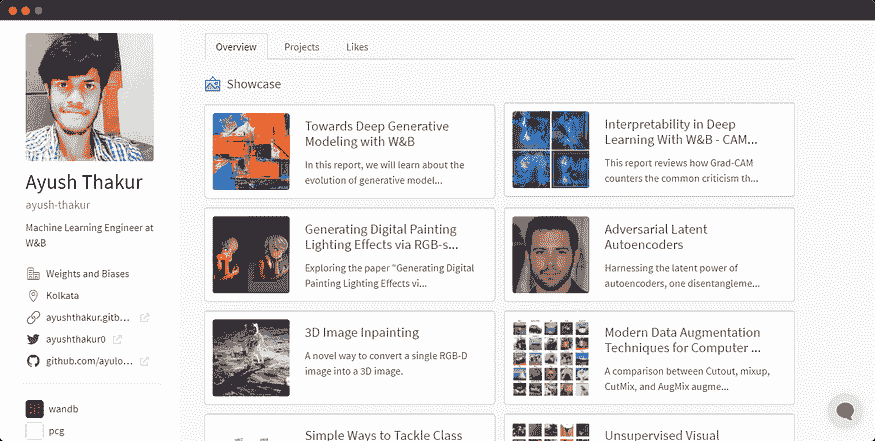 Ayush Thakur
ayush-thakur
Machine Learning Engineer at
W&B
Weights and Biases
Kolkata
ayushthakur.gitb...
ayushthakur0
github.com/ayulo...
wandb
pcg
Overview Projects Likes
Showcase
Towards Deep Generative
Modeling with W&B
In this report, we will learn about the
evolution of generative model...
Interpretability in Deep
Learning With W&B - CAM...
This report reviews how Grad-CAM
counters the common criticism th...
Generating Digital Painting
Lighting Effects via RGB-s...
Exploring the paper "Generating Digital
Painting Lighting Effects vi...
Adversarial Latent
Autoencoders
Harnessing the latent power of
autoencoders, one disentangleme...
3D Image Inpainting
A novel way to convert a single RGB-D
image into a 3D image.
Modern Data Augmentation
Techniques for Computer ...
A comparison between Cutout, mixup,
CutMix, and AugMix augme...
Simple Ways to Tackle Class
Unsupervised Visual